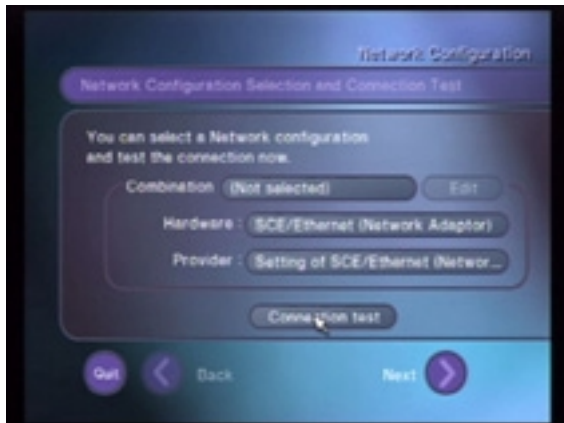 Network Configuration
Network Configuration Selection and Connection Test
You can select a Network configuration
and test the connection now.
Combination (Not selected) Edit
Hardware : SCE/Ethernet (Network Adaptor)
Provider : Setting of SCE/Ethernet (Networ...
Connection test
Quit Back Next